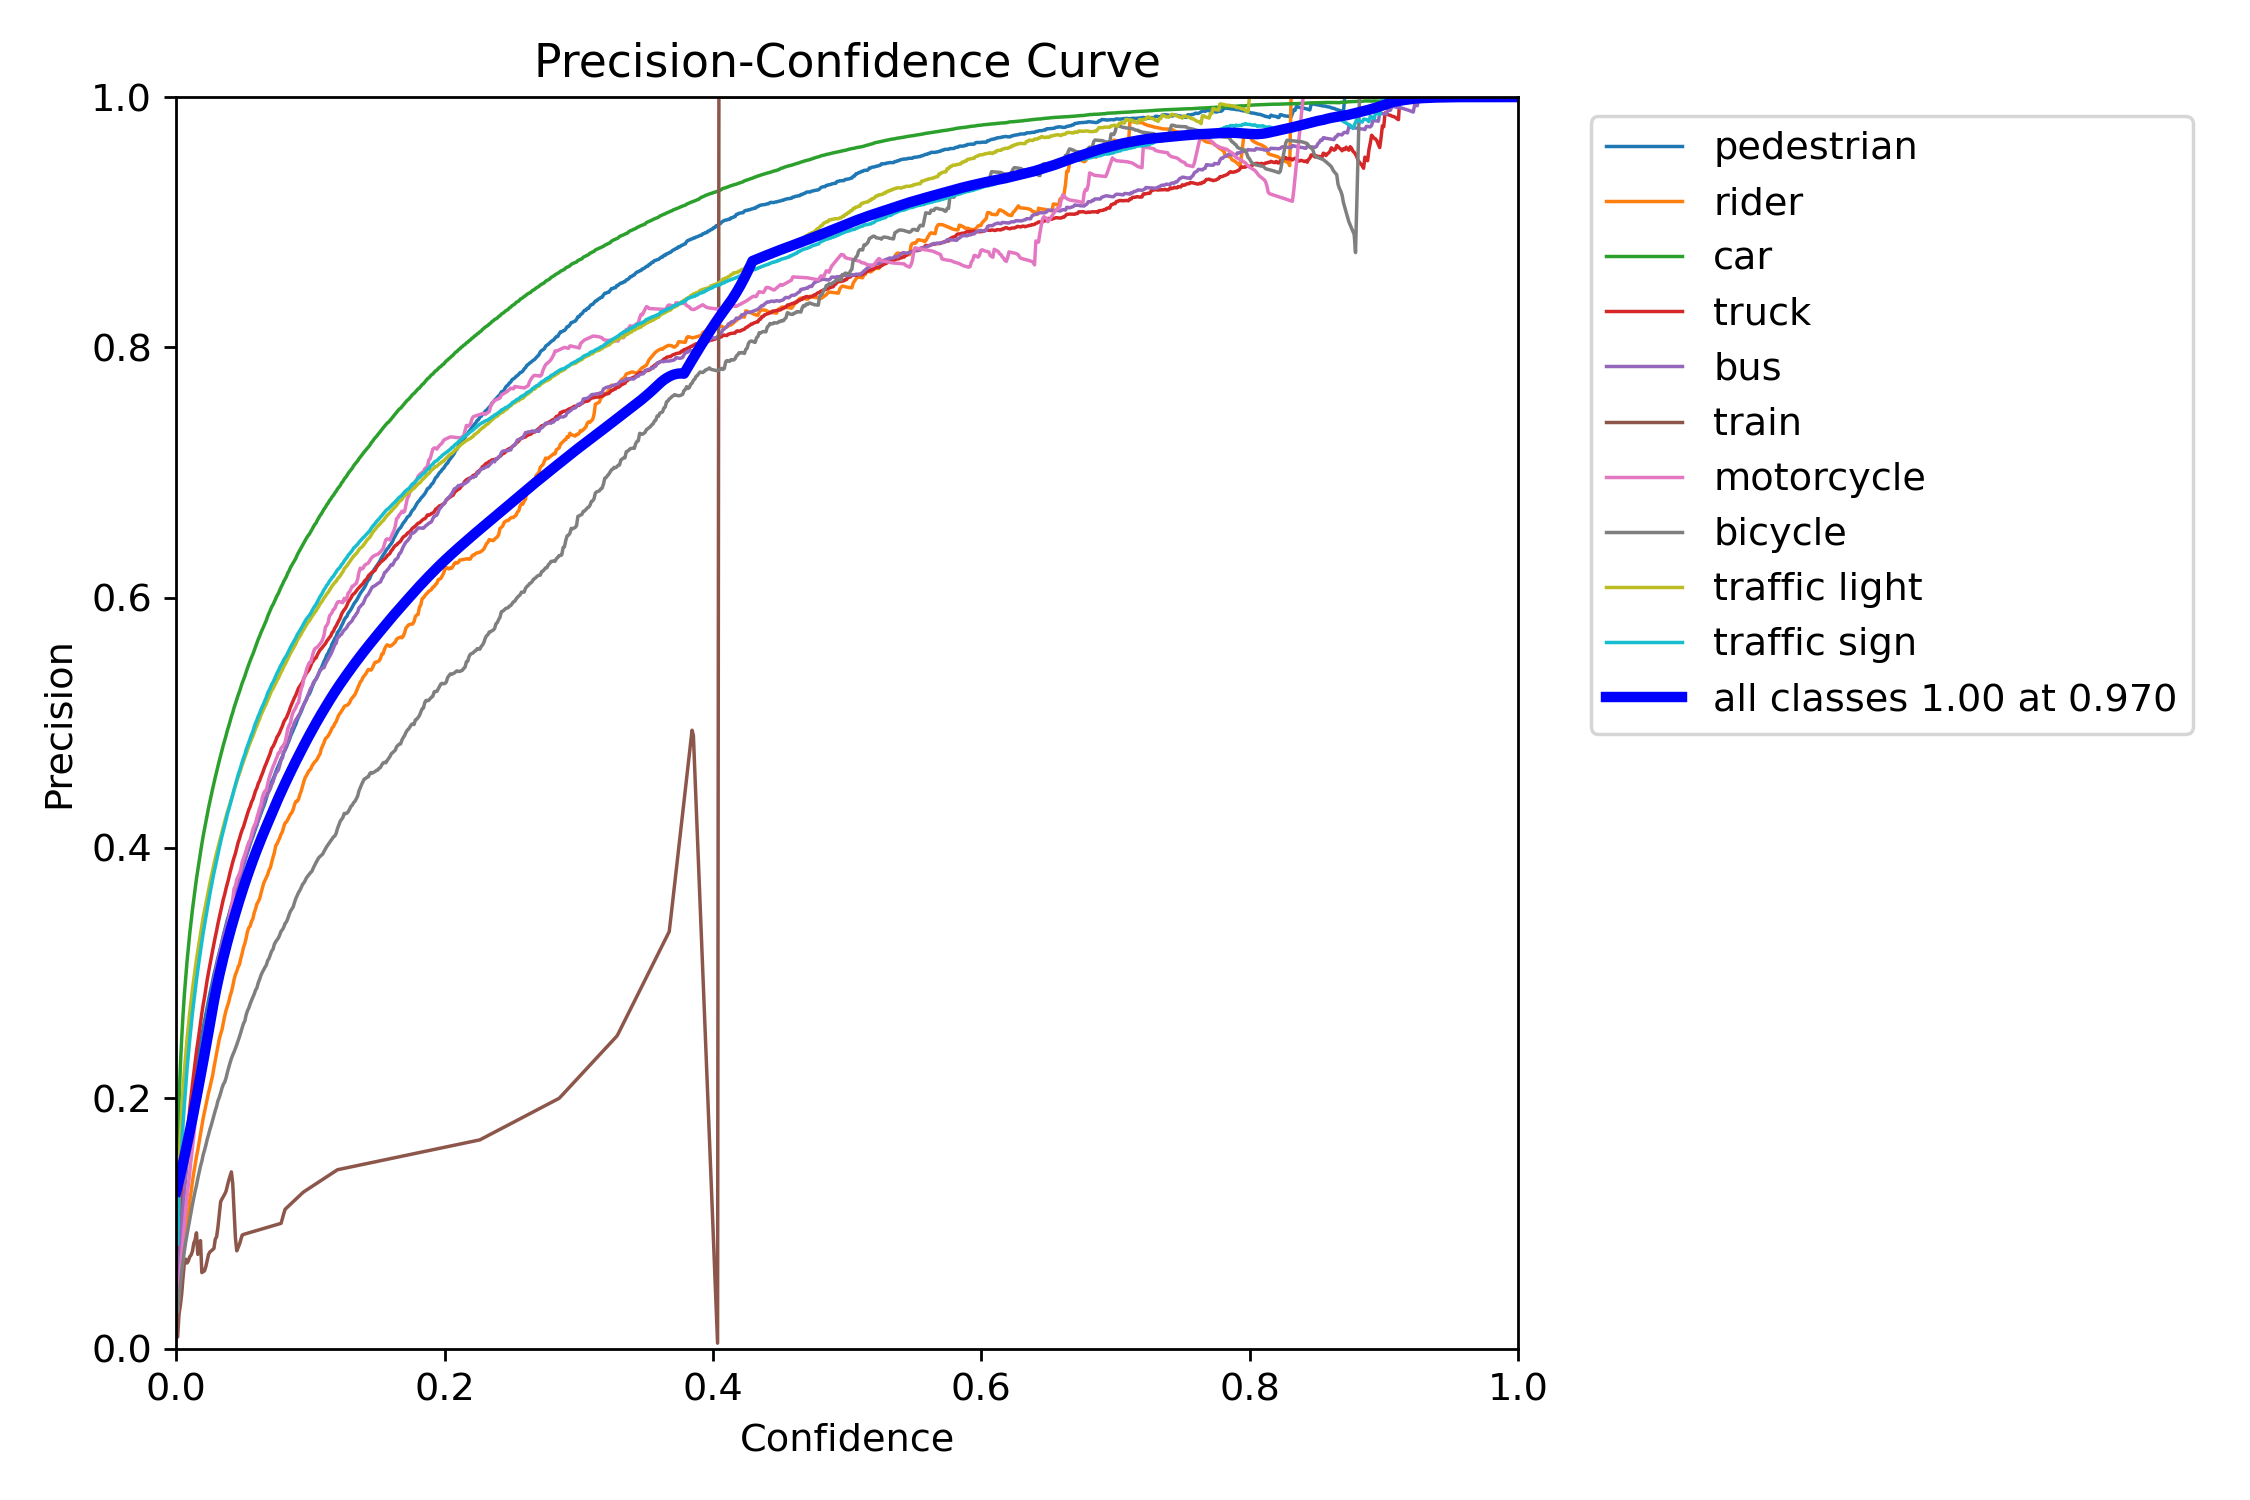 Precision-Confidence Curve
1.0
0.8
0.6
0.4
0.2
0.0
Precision
0.0 0.2 0.4 0.6 0.8 1.0
Confidence
pedestrian
rider
car
truck
bus
train
motorcycle
bicycle
traffic light
traffic sign
all classes 1.00 at 0.970